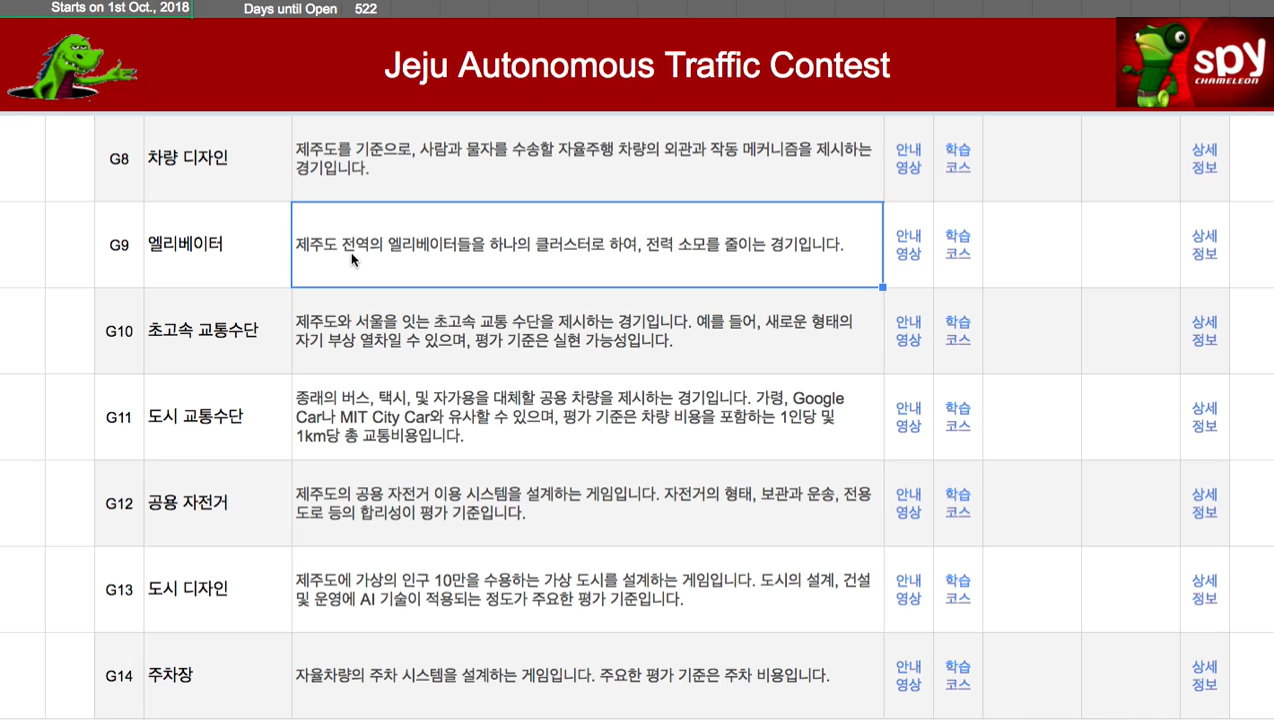 Starts on 1st Oct., 2018 Days until Open 522
Jeju Autonomous Traffic Contest
spy
CHAMELEON
G8 차량 디자인
제주도를 기준으로, 사람과 물자를 수송할 자율주행 차량의 외관과 작동 메커니즘을 제시하는
경기입니다.
안내
영상
학습
코스
상세
정보
G9 엘리베이터
제주도 전역의 엘리베이터들을 하나의 클러스터로 하여, 전력 소모를 줄이는 경기입니다.
안내
영상
학습
코스
상세
정보
G10 초고속 교통수단
제주도와 서울을 잇는 초고속 교통 수단을 제시하는 경기입니다. 예를 들어, 새로운 형태의
자기 부상 열차일 수 있으며, 평가 기준은 실현 가능성입니다.
안내
영상
학습
코스
상세
정보
G11 도시 교통수단
종래의 버스, 택시, 및 자가용을 대체할 공용 차량을 제시하는 경기입니다. 가령, Google
Car나 MIT City Car와 유사할 수 있으며, 평가 기준은 차량 비용을 포함하는 1인당 및
1km당 총 교통비용입니다.
안내
영상
학습
코스
상세
정보
G12 공용 자전거
제주도의 공용 자전거 이용 시스템을 설계하는 게임입니다. 자전거의 형태, 보관과 운송, 전용
도로 등의 합리성이 평가 기준입니다.
안내
영상
학습
코스
상세
정보
G13 도시 디자인
제주도에 가상의 인구 10만을 수용하는 가상 도시를 설계하는 게임입니다. 도시의 설계, 건설
및 운영에 AI 기술이 적용되는 정도가 주요한 평가 기준입니다.
안내
영상
학습
코스
상세
정보
G14 주차장
자율차량의 주차 시스템을 설계하는 게임입니다. 주요한 평가 기준은 주차 비용입니다.
안내
영상
학습
코스
상세
정보